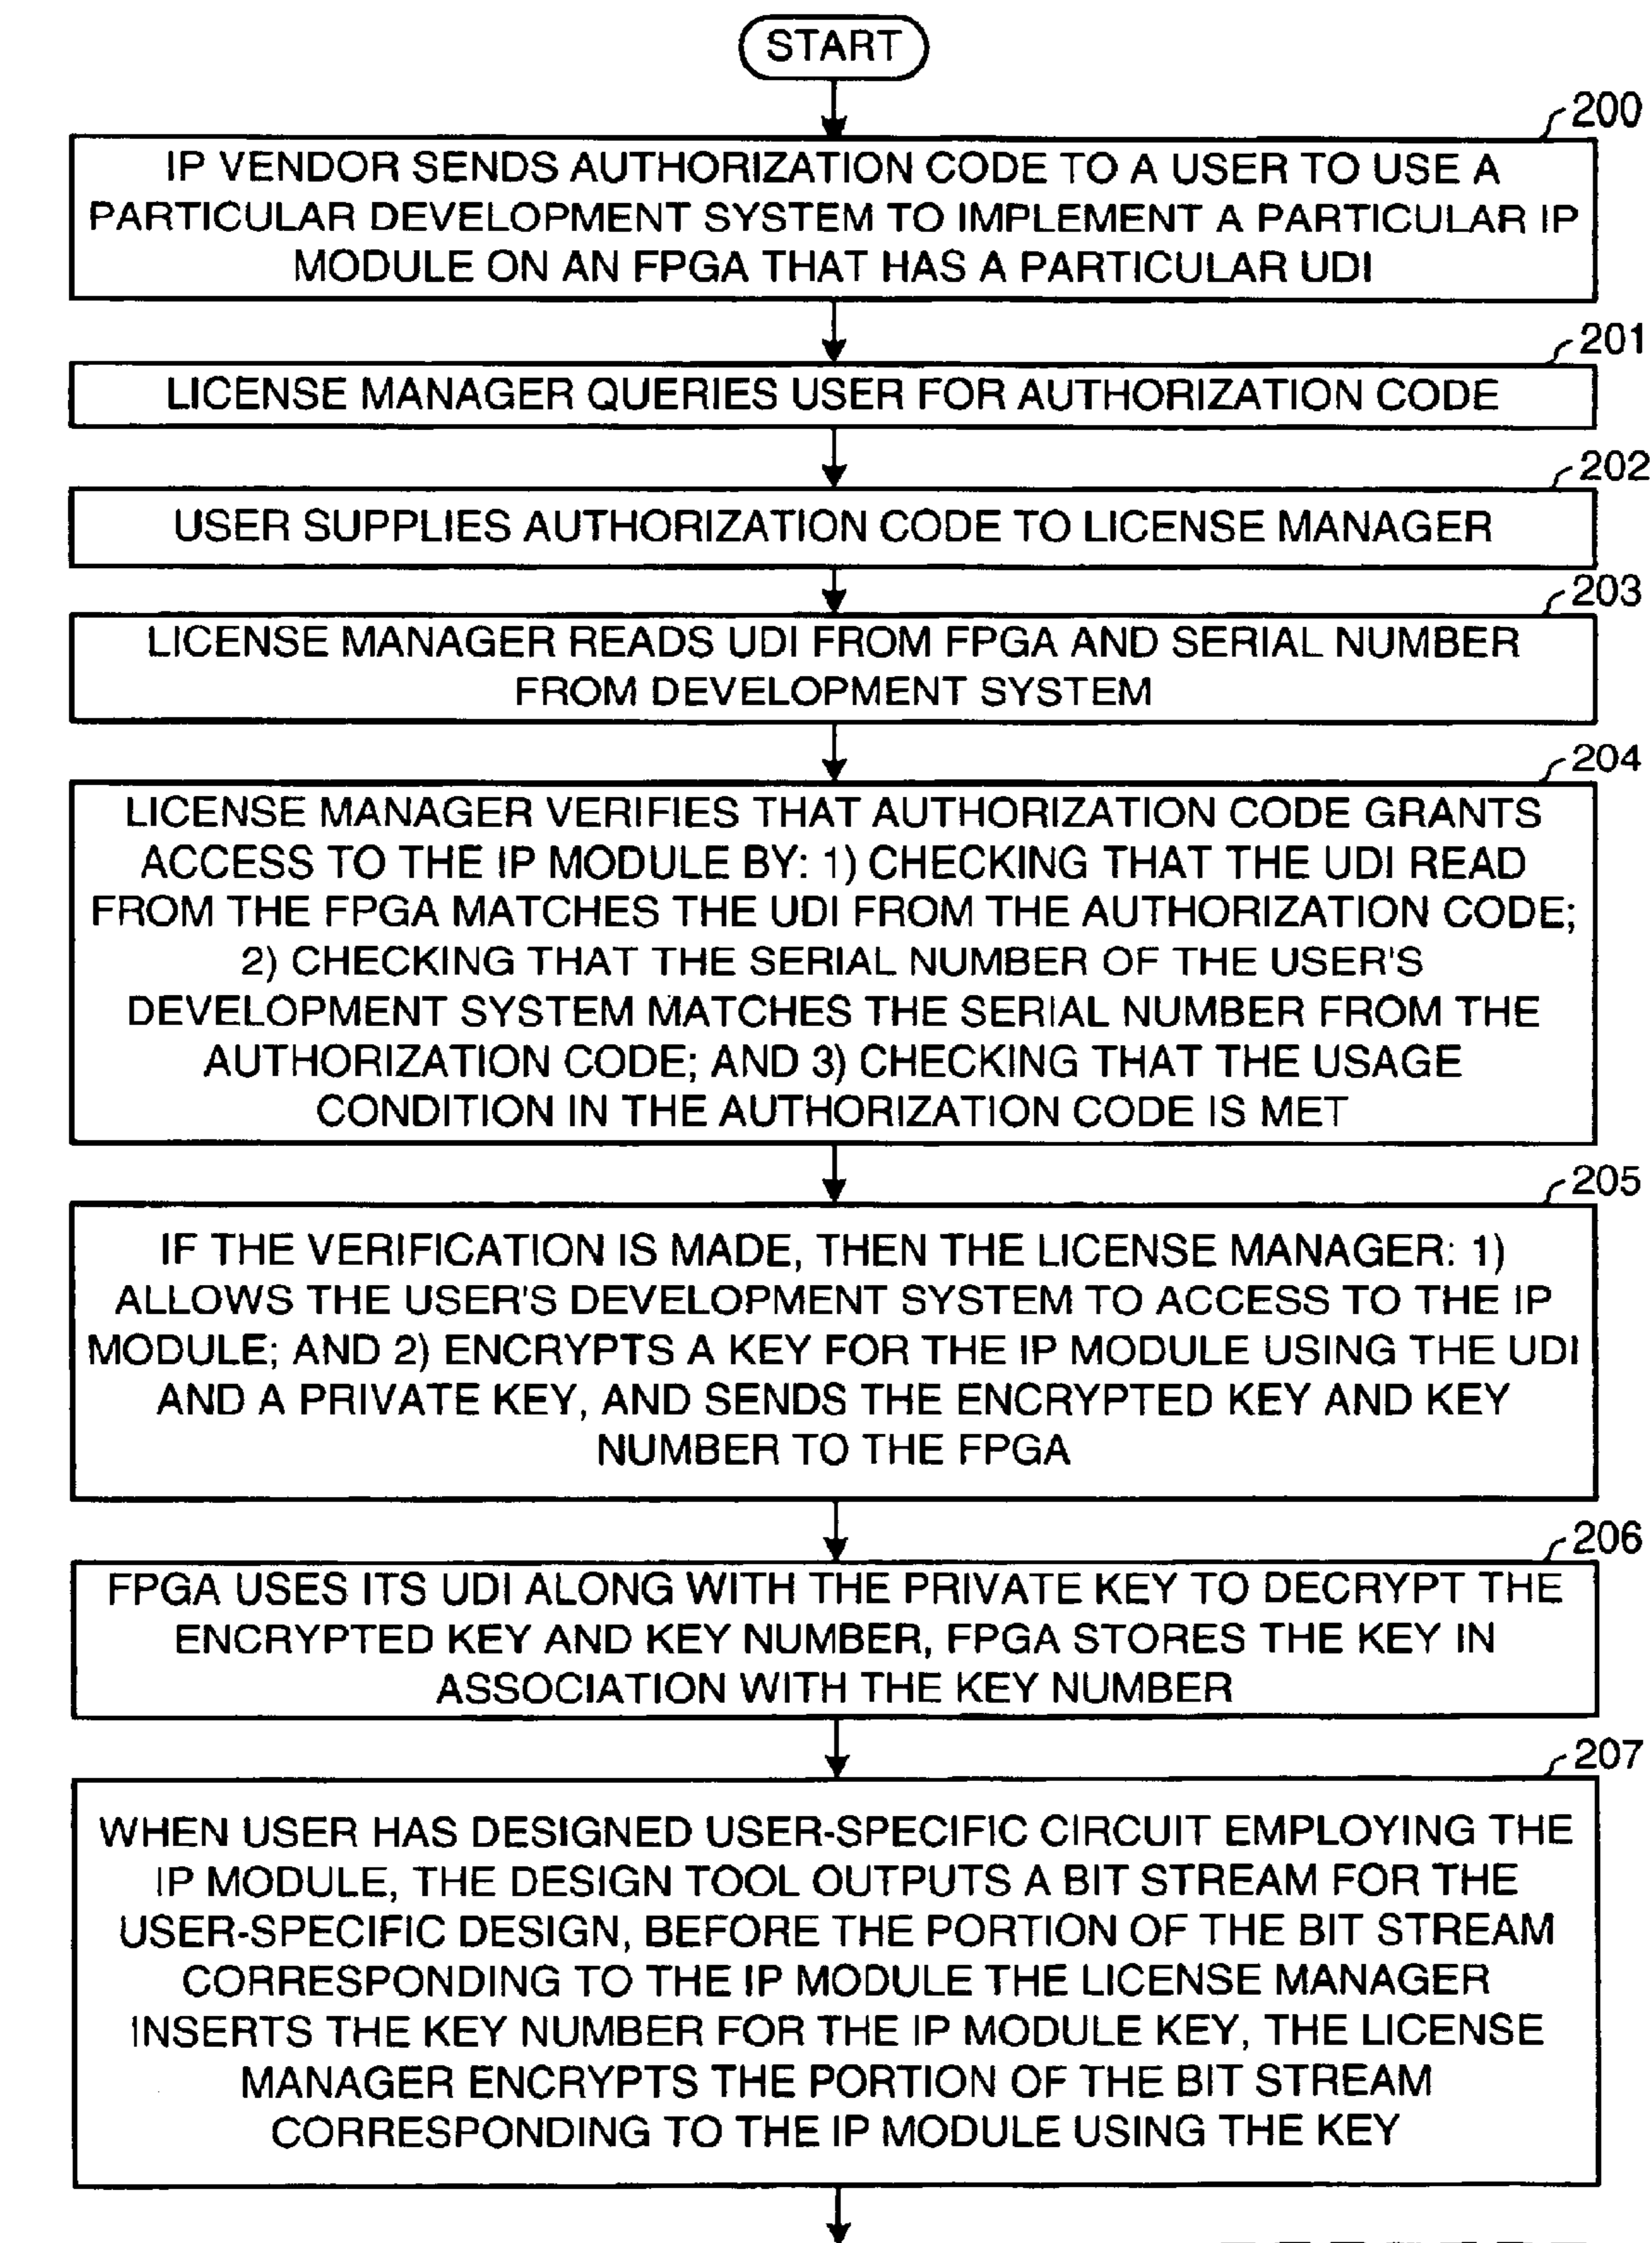 START
200
IP VENDOR SENDS AUTHORIZATION CODE TO A USER TO USE A
PARTICULAR DEVELOPMENT SYSTEM TO IMPLEMENT A PARTICULAR IP
MODULE ON AN FPGA THAT HAS A PARTICULAR UDI
201
LICENSE MANAGER QUERIES USER FOR AUTHORIZATION CODE
202
USER SUPPLIES AUTHORIZATION CODE TO LICENSE MANAGER
203
LICENSE MANAGER READS UDI FROM FPGA AND SERIAL NUMBER
FROM DEVELOPMENT SYSTEM
204
LICENSE MANAGER VERIFIES THAT AUTHORIZATION CODE GRANTS
ACCESS TO THE IP MODULE BY: 1) CHECKING THAT THE UDI READ
FROM THE FPGA MATCHES THE UDI FROM THE AUTHORIZATION CODE;
2) CHECKING THAT THE SERIAL NUMBER OF THE USER'S
DEVELOPMENT SYSTEM MATCHES THE SERIAL NUMBER FROM THE
AUTHORIZATION CODE; AND 3) CHECKING THAT THE USAGE
CONDITION IN THE AUTHORIZATION CODE IS MET
205
IF THE VERIFICATION IS MADE, THEN THE LICENSE MANAGER: 1)
ALLOWS THE USER'S DEVELOPMENT SYSTEM TO ACCESS TO THE IP
MODULE; AND 2) ENCRYPTS A KEY FOR THE IP MODULE USING THE UDI
AND A PRIVATE KEY, AND SENDS THE ENCRYPTED KEY AND KEY
NUMBER TO THE FPGA
206
FPGA USES ITS UDI ALONG WITH THE PRIVATE KEY TO DECRYPT THE
ENCRYPTED KEY AND KEY NUMBER, FPGA STORES THE KEY IN
ASSOCIATION WITH THE KEY NUMBER
207
WHEN USER HAS DESIGNED USER-SPECIFIC CIRCUIT EMPLOYING THE
IP MODULE, THE DESIGN TOOL OUTPUTS A BIT STREAM FOR THE
USER-SPECIFIC DESIGN, BEFORE THE PORTION OF THE BIT STREAM
CORRESPONDING TO THE IP MODULE THE LICENSE MANAGER
INSERTS THE KEY NUMBER FOR THE IP MODULE KEY, THE LICENSE
MANAGER ENCRYPTS THE PORTION OF THE BIT STREAM
CORRESPONDING TO THE IP MODULE USING THE KEY